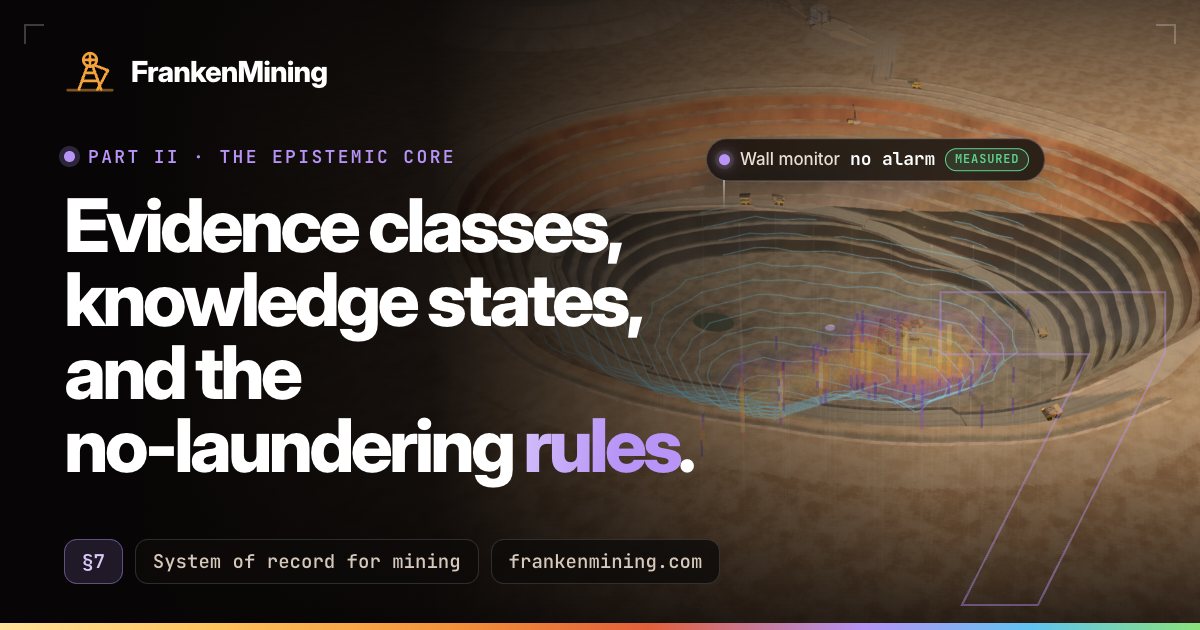 FrankenMining
PART II · THE EPISTEMIC CORE
Wall monitor no alarm MEASURED
Evidence classes,
knowledge states,
and the
no-laundering rules.
§7
System of record for mining
frankenmining.com
7